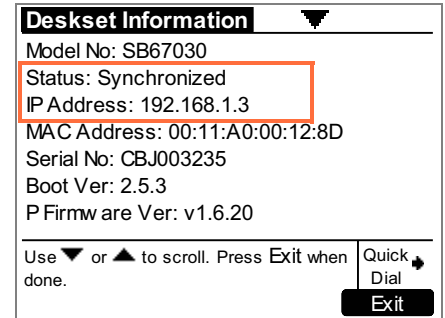 Deskset Information
Model No: SB67030
Status: Synchronized
IP Address: 192.168.1.3
MAC Address: 00:11:A0:00:12:8D
Serial No: CBJ003235
Boot Ver: 2.5.3
P Firmware Ver: v1.6.20
Use ▼ or ▲ to scroll. Press Exit when
done.
Quick
Dial
Exit